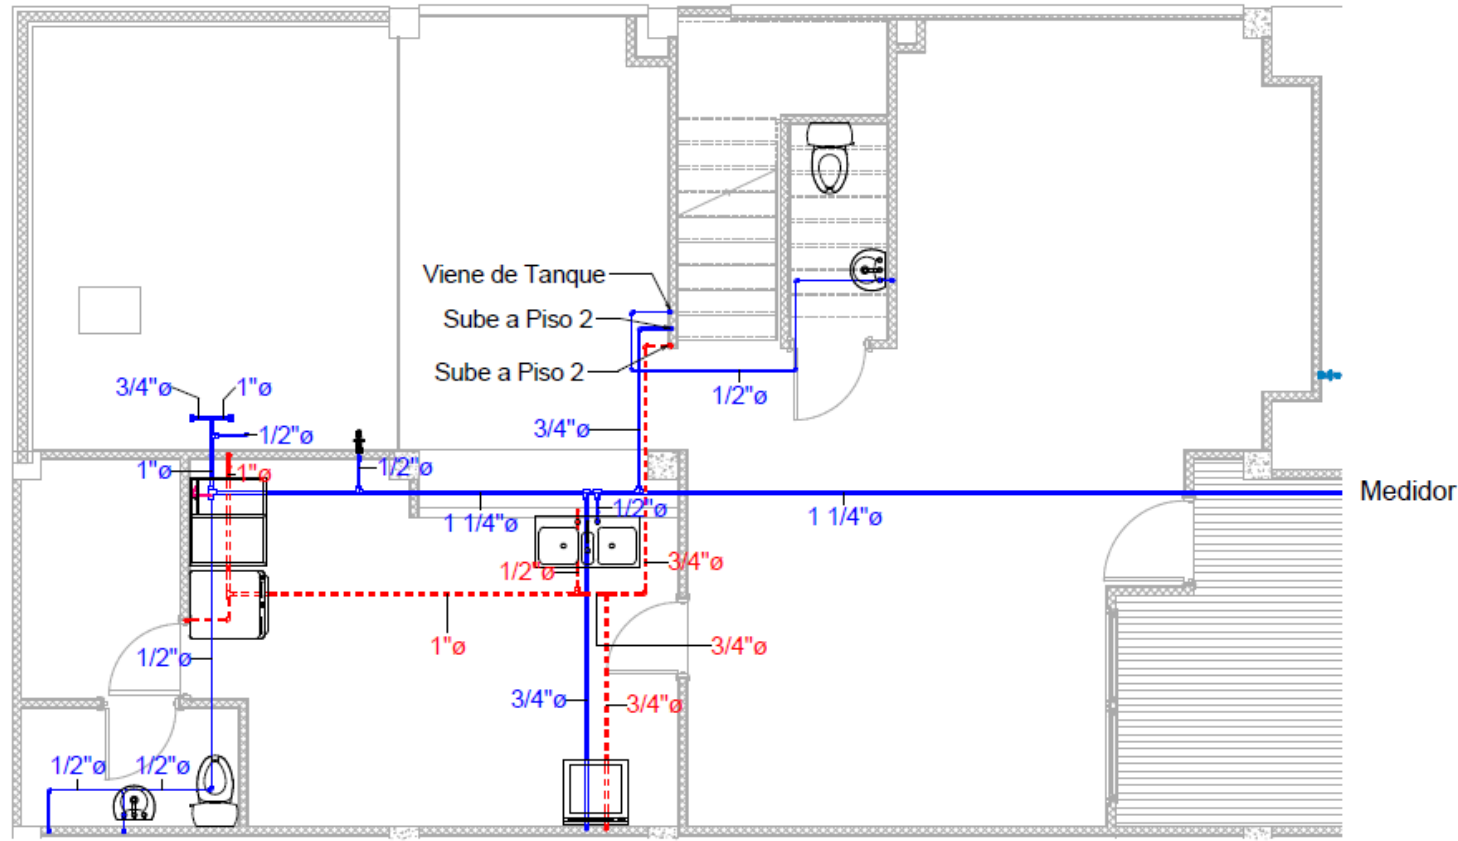 Viene de Tanque
Sube a Piso 2
Sube a Piso 2
3/4"ø
1"ø
1/2"ø
3/4"ø
1/2"ø
1"ø
1"ø
1/2"ø
1/2"ø
Medidor
1 1/4"ø
1 1/4"ø
3/4"ø
1/2"ø
1"ø
3/4"ø
1/2"ø
3/4"ø
3/4"ø
1/2"ø
1/2"ø